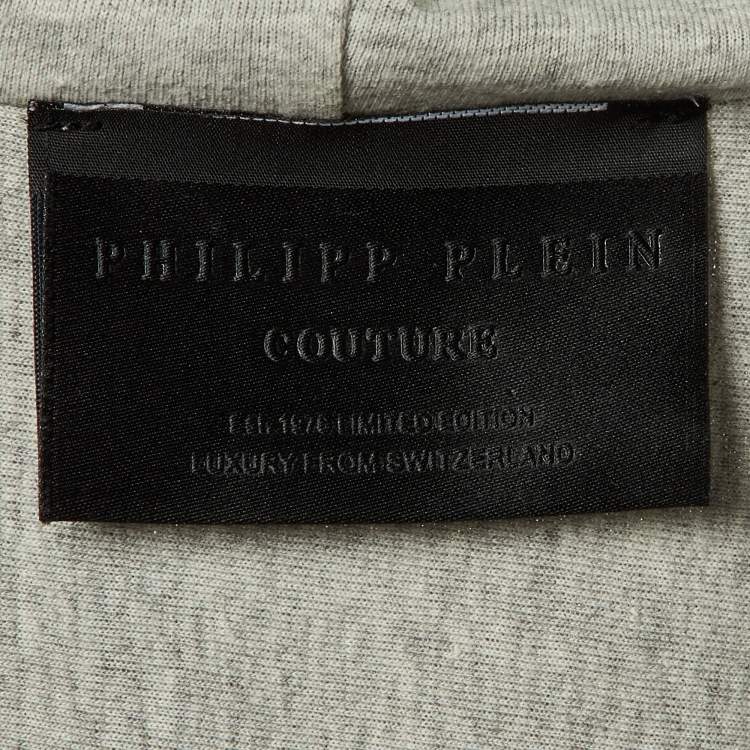 PHILIPP PLEIN
COUTURE
Est. 1978 LIMITED EDITION
LUXURY FROM SWITZERLAND